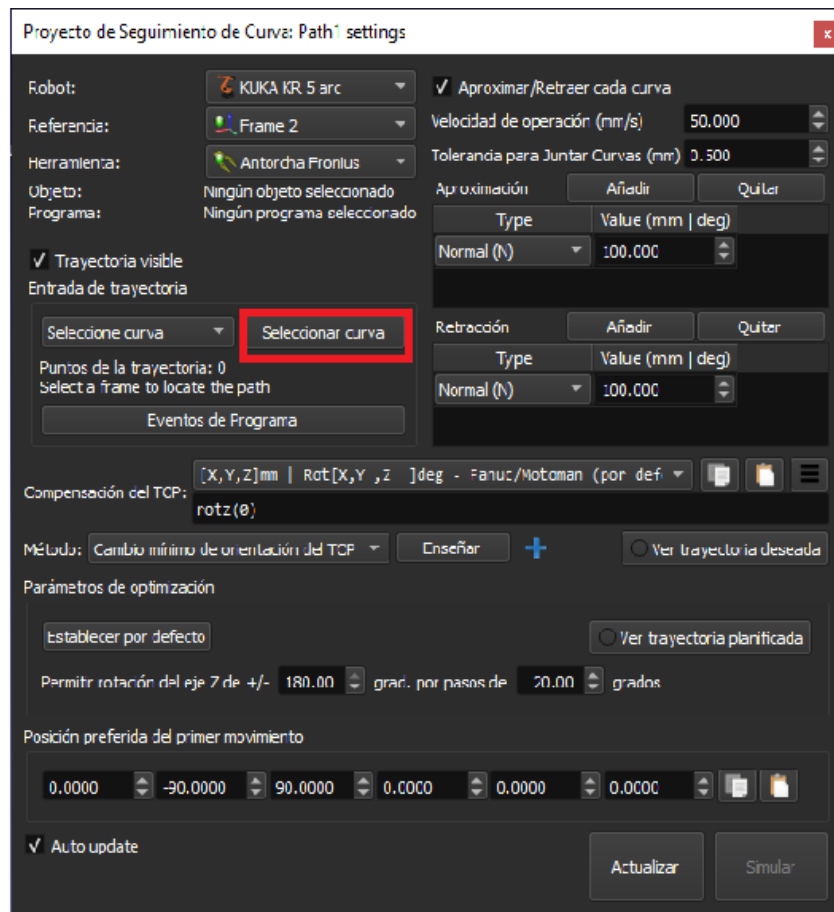 Proyecto de Seguimiento de Curva: Path1 settings
x
Robot:
KUKA KR 5 arc
Referencia:
Frame 2
Herramienta:
Antorcha Fronius
Objeto:
Ningún objeto seleccionado
Programa:
Ningún programa seleccionado
Trayectoria visible
Entrada de trayectoria
Seleccione curva
Seleccionar curva
Puntos de la trayectoria: 0
Select a frame to locate the path
Eventos de Programa
Aproximar/Retraer cada curva
Velocidad de operación (mm/s)
50.000
Tolerancia para Juntar Curvas (mm)
0.500
Aproximación
Añadir
Quitar
Type
Value (mm | deg)
Normal (N)
100.000
Retracción
Añadir
Quitar
Type
Value (mm | deg)
Normal (N)
100.000
Compensación del TCP:
[X,Y,Z]mm | Rot[X,Y ,Z ]deg - Fanuc/Motoman (por def
rotz(0)
Método:
Cambio mínimo de orientación del TCP
Enseñar
Ver trayectoria deseada
Parámetros de optimización
Establecer por defecto
Ver trayectoria planificada
Permitir rotación del eje Z de +/-
180.00
grad. por pasos de
20.00
grados
Posición preferida del primer movimiento
0.0000
-90.0000
90.0000
0.0000
0.0000
0.0000
Auto update
Actualizar
Simular